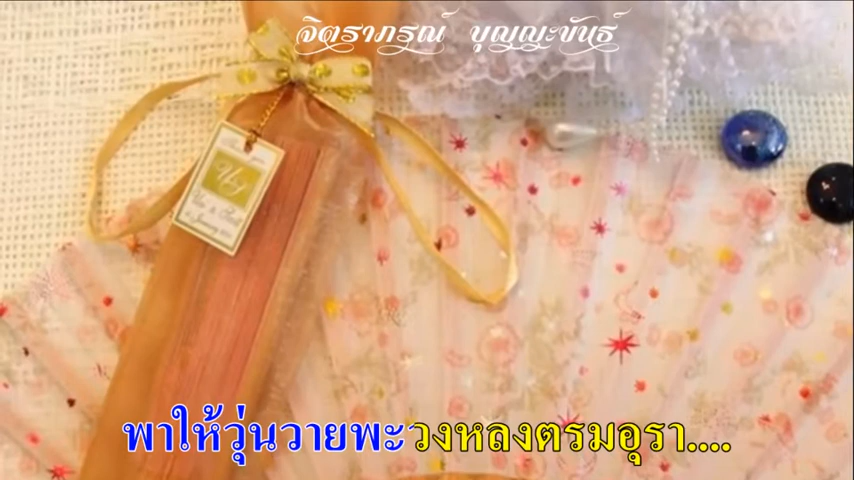 จิตราภรณ์ บุญญะขันธ์
พาให้วุ่นวายพะวงหลงตรมอุรา....